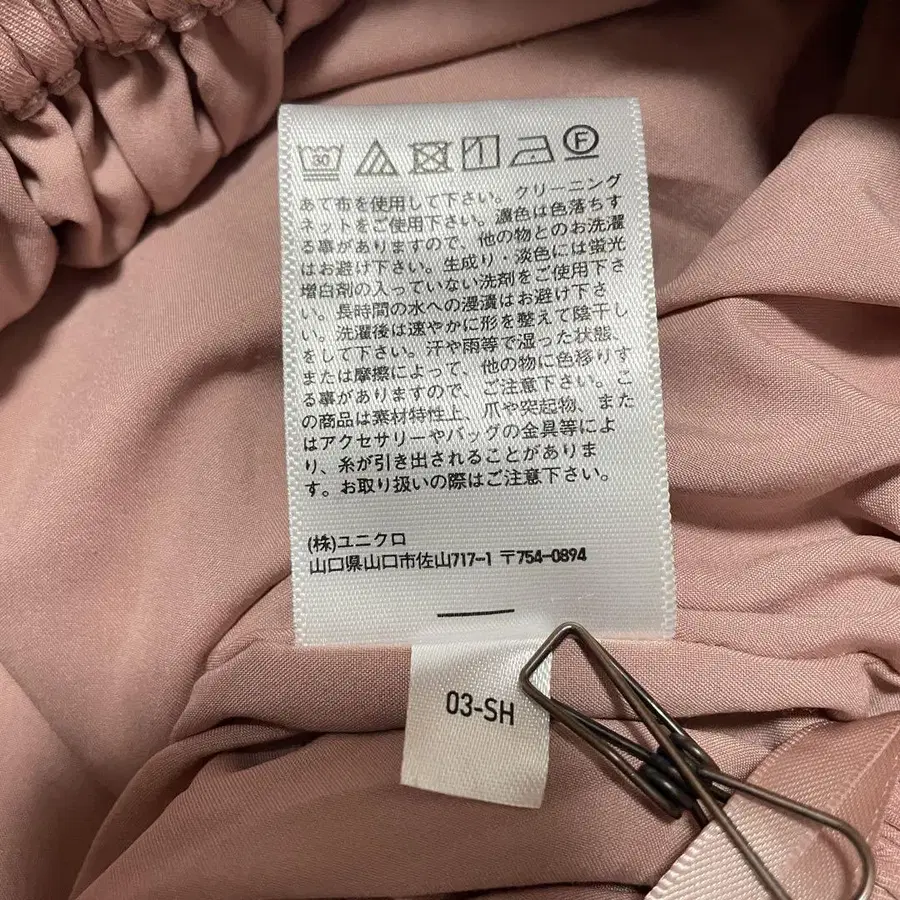 30
F
あて布を使用して下さい。クリーニング
ネットをご使用下さい。濃色は色落ちす
る事がありますので、他の物とのお洗濯
はお避け下さい。生成り・淡色には蛍光
増白剤の入っていない洗剤をご使用下さ
い。長時間の水への浸漬はお避け下さ
い。洗濯後は速やかに形を整えて陰干し
をして下さい。汗や雨等で湿った状態、
または摩擦によって、他の物に色移りす
る事がありますので、ご注意下さい。こ
の商品は素材特性上、爪や突起物、また
はアクセサリーやバッグの金具等によ
り、糸が引き出されることがありま
す。お取り扱いの際はご注意下さい。
(株)ユニクロ
山口県山口市佐山717-1 〒754-0894
03-SH